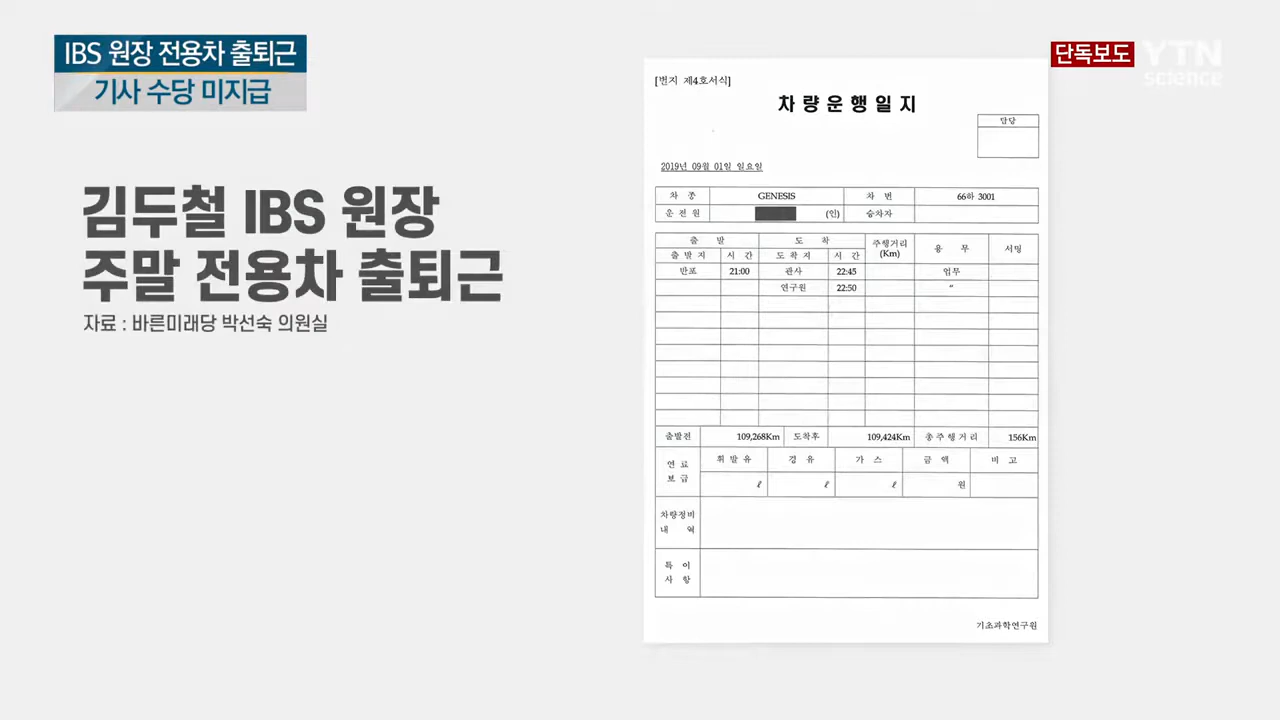 IBS 원장 전용차 출퇴근
기사 수당 미지급
단독보도 YTN
science
김두철 IBS 원장
주말 전용차 출퇴근
자료 : 바른미래당 박선숙 의원실
[번지 제4호서식]
차량운행일지
담당
2019년 09월 01일 일요일
차 종 GENESIS 차 번 66하 3001
운전원 (인) 승차자
출 발 도 착 주행거리 (Km) 용 무 서명
출발지 시 간 도착지 시 간
만포 21:00 관사 22:45 업무
연구원 22:50 "
출발전 109,268Km 도착후 109,424Km 총주행거리 156Km
연료 보급 휘발유 경유 가스 금액 비고
ℓ ℓ ℓ 원
차량정비
내 역
특 이
사 항
기초과학연구원